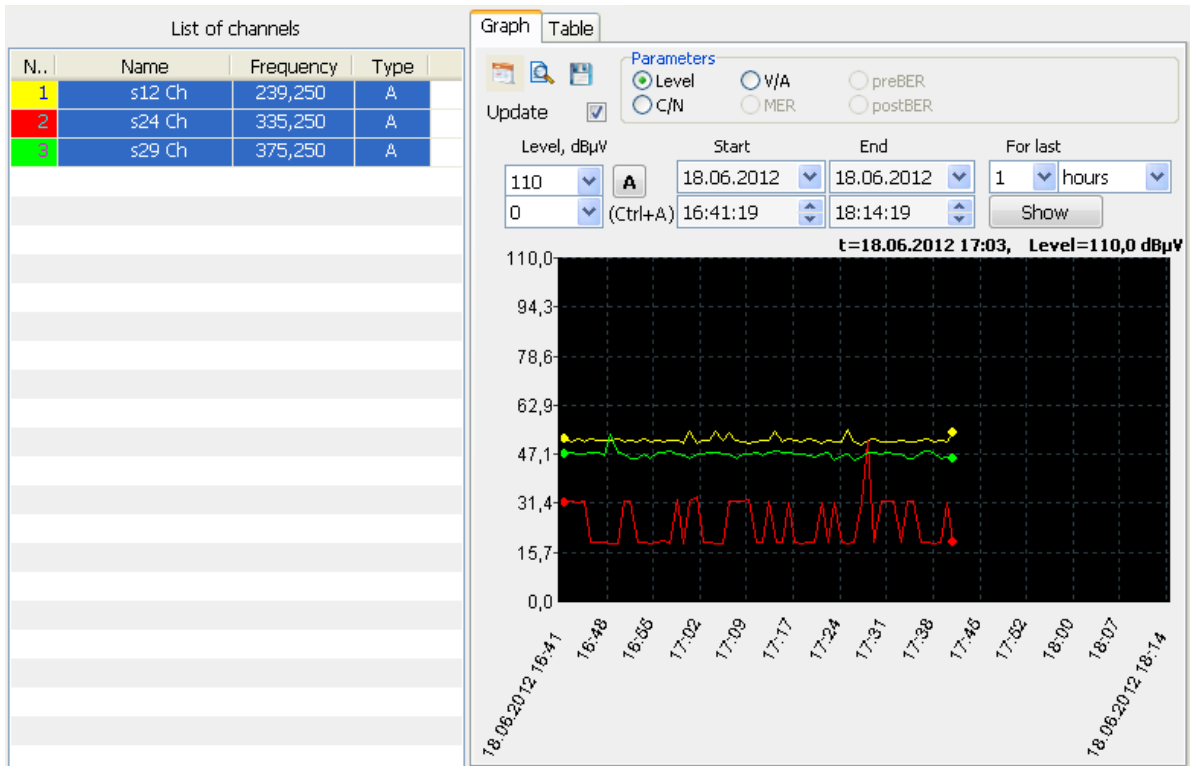 List of channels
N.. Name Frequency Type
1 s12 Ch 239,250 A
2 s24 Ch 335,250 A
3 s29 Ch 375,250 A
Graph Table
Parameters
Level V/A preBER
C/N MER postBER
Update
Level, dBµV Start End For last
110 A 18.06.2012 18.06.2012 1 hours
0 (Ctrl+A) 16:41:19 18:14:19 Show
t=18.06.2012 17:03, Level=110,0 dBµV
110,0
94,3
78,6
62,9
47,1
31,4
15,7
0,0
18.06.2012 16:41 16:48 16:55 17:02 17:09 17:17 17:24 17:31 17:38 17:45 17:52 18:00 18:07 18.06.2012 18:14